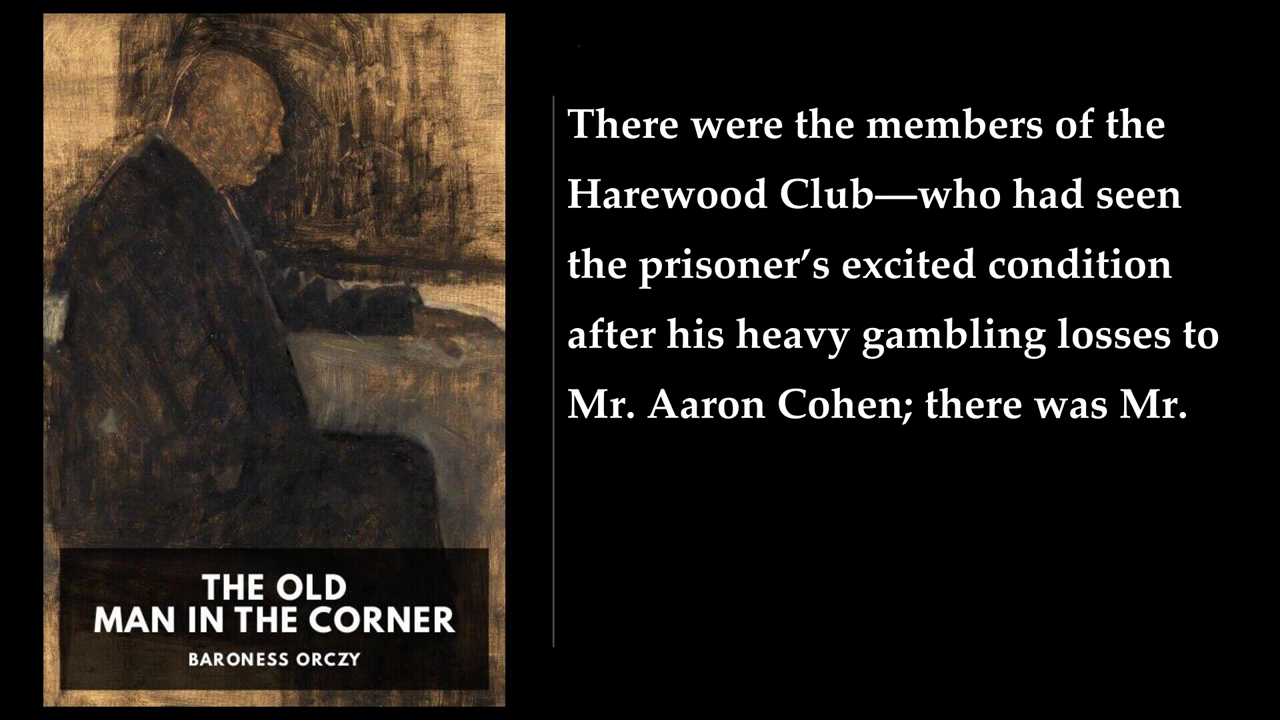 There were the members of the
Harewood Club—who had seen
the prisoner’s excited condition
after his heavy gambling losses to
Mr. Aaron Cohen; there was Mr.
THE OLD
MAN IN THE CORNER
BARONESS ORCZY